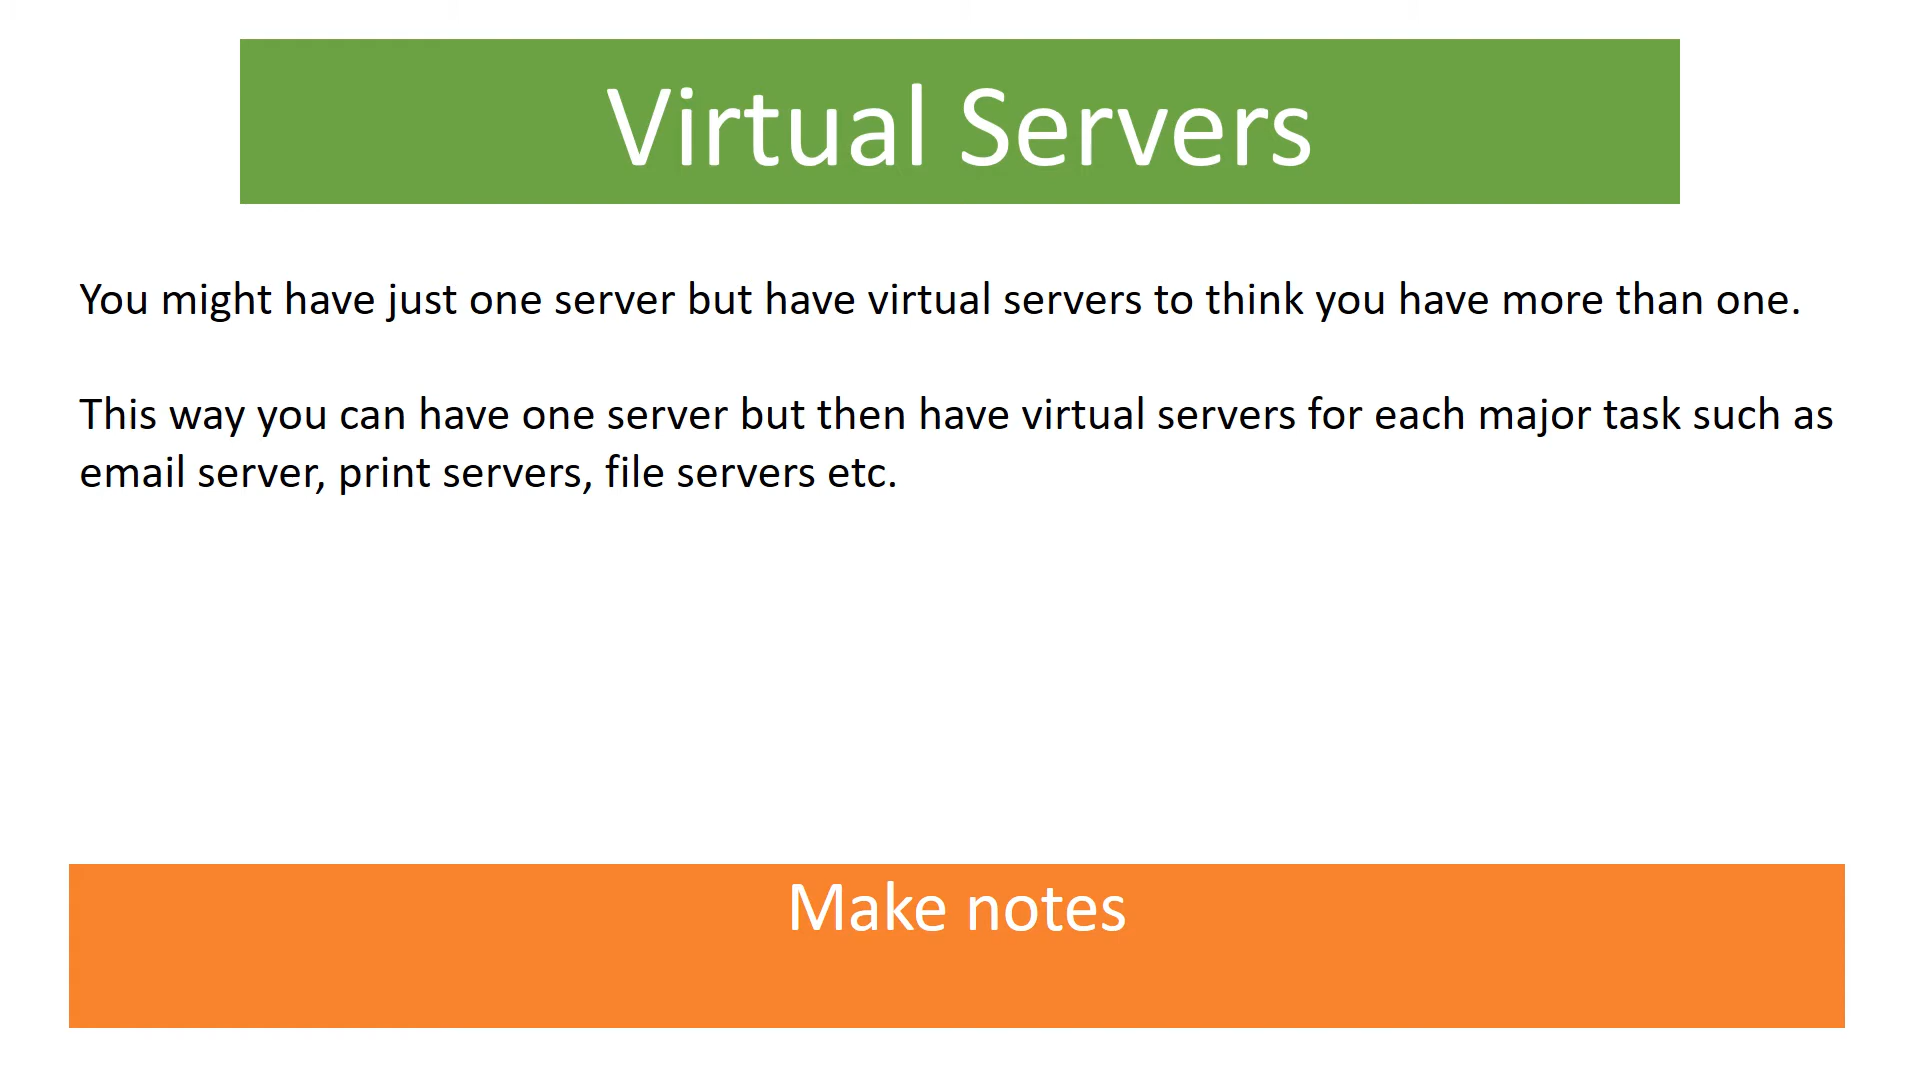 Virtual Servers
You might have just one server but have virtual servers to think you have more than one.
This way you can have one server but then have virtual servers for each major task such as
email server, print servers, file servers etc.
Make notes